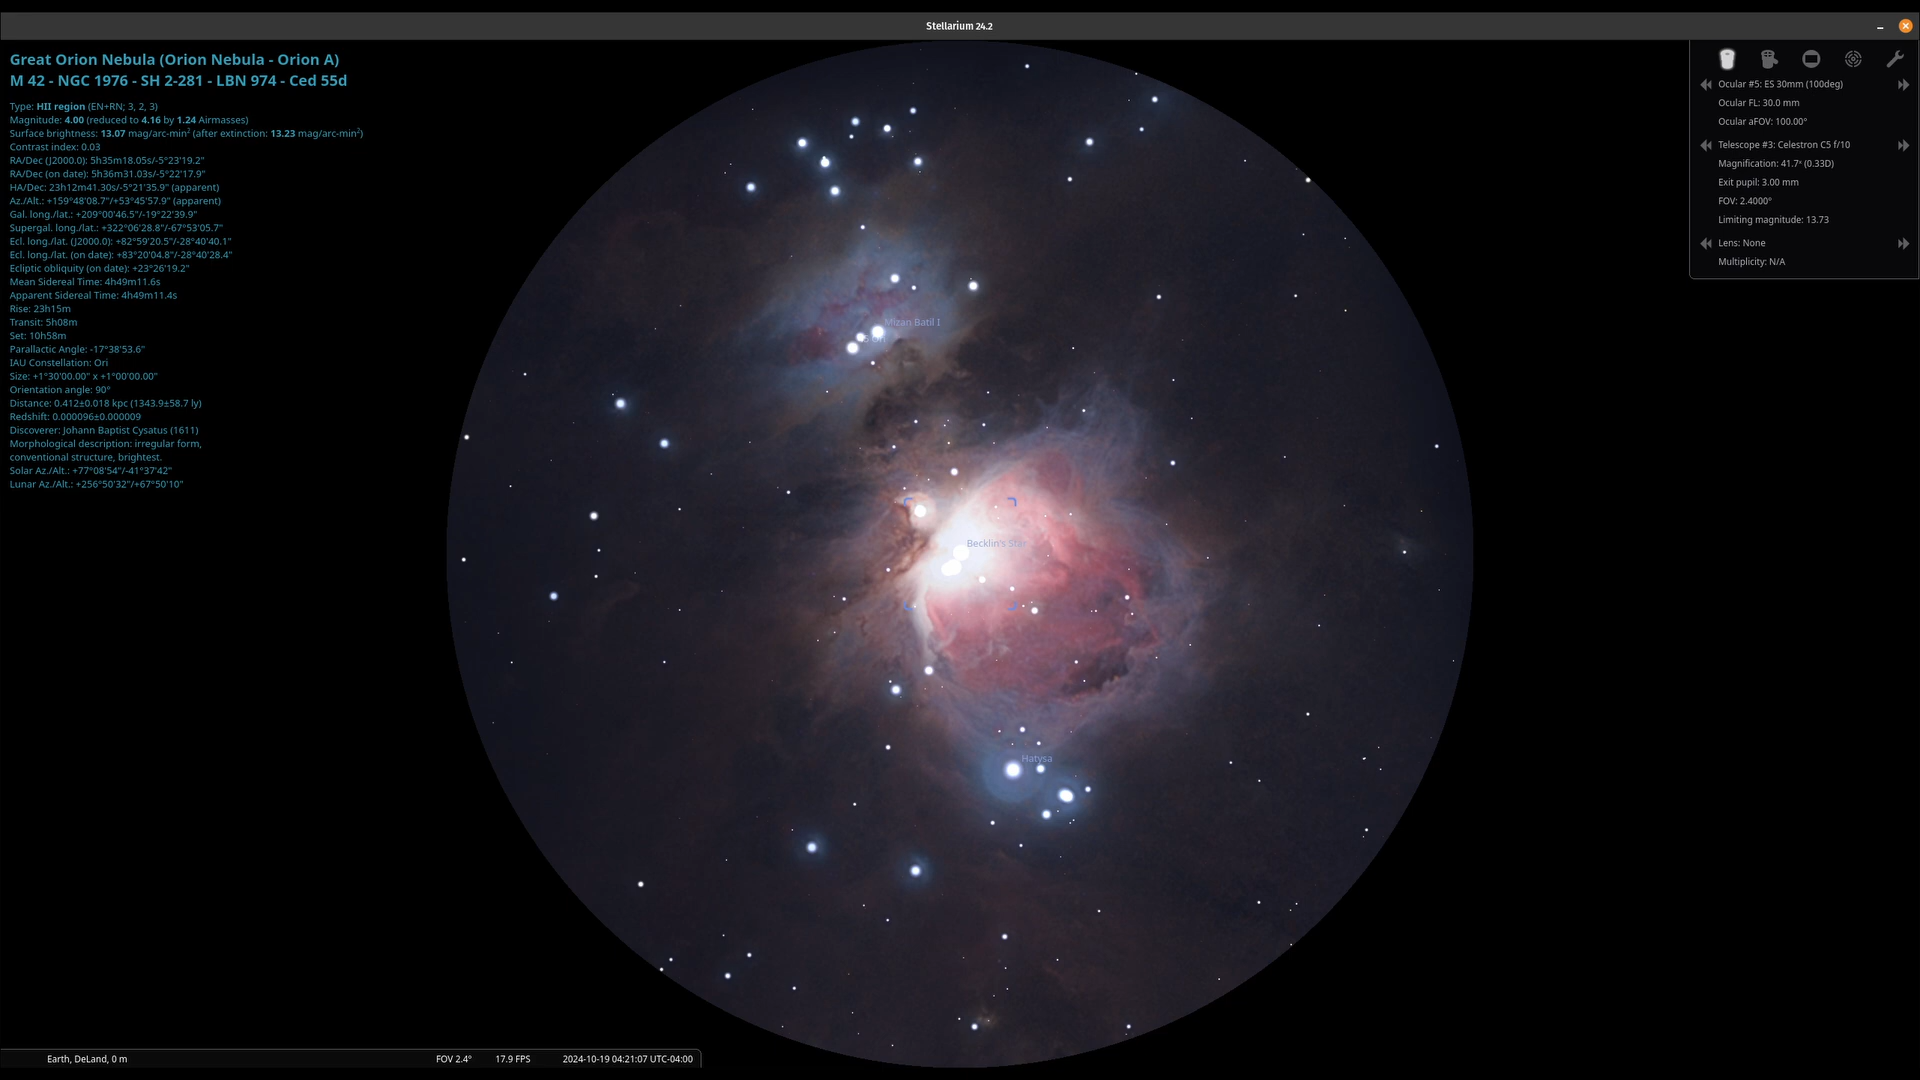 Stellarium 24.2
Great Orion Nebula (Orion Nebula - Orion A)
M 42 - NGC 1976 - SH 2-281 - LBN 974 - Ced 55d
Type: HII region (EN+RN; 3, 2, 3)
Magnitude: 4.00 (reduced to 4.16 by 1.24 Airmasses)
Surface brightness: 13.07 mag/arc-min² (after extinction: 13.23 mag/arc-min²)
Contrast index: 0.03
RA/Dec (J2000.0): 5h35m18.05s/-5°23'19.2"
RA/Dec (on date): 5h36m31.03s/-5°22'17.9"
HA/Dec: 23h12m41.30s/-5°21'35.9" (apparent)
Az./Alt.: +159°48'08.7"/+53°45'57.9" (apparent)
Gal. long./lat.: +209°00'46.5"/-19°22'39.9"
Supergal. long./lat.: +322°06'28.8"/-67°53'05.7"
Ecl. long./lat. (J2000.0): +82°59'20.5"/-28°40'40.1"
Ecl. long./lat. (on date): +83°20'04.8"/-28°40'28.4"
Ecliptic obliquity (on date): +23°26'19.2"
Mean Sidereal Time: 4h49m11.6s
Apparent Sidereal Time: 4h49m11.4s
Rise: 23h15m
Transit: 5h08m
Set: 10h58m
Parallactic Angle: -17°38'53.6"
IAU Constellation: Ori
Size: +1°30'00.00" x +1°00'00.00"
Orientation angle: 90°
Distance: 0.412±0.018 kpc (1343.9±58.7 ly)
Redshift: 0.000096±0.000009
Discoverer: Johann Baptist Cysatus (1611)
Morphological description: irregular form,
conventional structure, brightest.
Solar Az./Alt.: +77°08'54"/-41°37'42"
Lunar Az./Alt.: +256°50'32"/+67°50'10"
Ocular #5: ES 30mm (100deg)
Ocular FL: 30.0 mm
Ocular aFOV: 100.00°
Telescope #3: Celestron C5 f/10
Magnification: 41.7ˣ (0.33D)
Exit pupil: 3.00 mm
FOV: 2.4000°
Limiting magnitude: 13.73
Lens: None
Multiplicity: N/A
Mizan Batil I
Ori
Becklin's Star
Hatysa
Earth, DeLand, 0 m
FOV 2.4°
17.9 FPS
2024-10-19 04:21:07 UTC-04:00